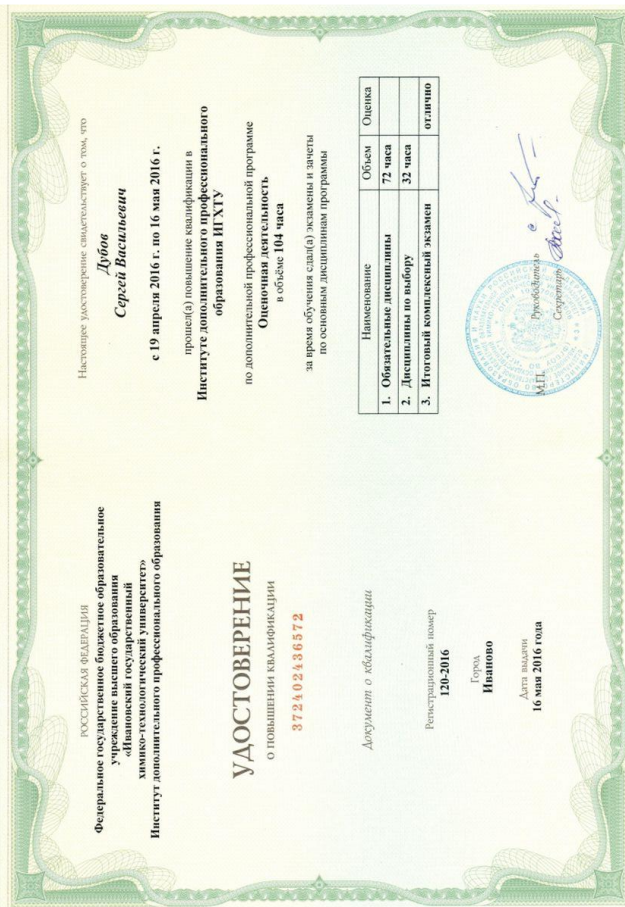 РОССИЙСКАЯ ФЕДЕРАЦИЯ
Федеральное государственное бюджетное образовательное
учреждение высшего образования
«Ивановский государственный
химико-технологический университет»
Институт дополнительного профессионального образования
УДОСТОВЕРЕНИЕ
О ПОВЫШЕНИИ КВАЛИФИКАЦИИ
372402436572
Документ о квалификации
Регистрационный номер
120-2016
Город
Иваново
Дата выдачи
16 мая 2016 года
Настоящее удостоверение свидетельствует о том, что
Дубов
Сергей Васильевич
с 19 апреля 2016 г. по 16 мая 2016 г.
прошел(а) повышение квалификации в
Институте дополнительного профессионального
образования ИГХТУ
по дополнительной профессиональной программе
Оценочная деятельность
в объёме 104 часа
за время обучения сдал(а) экзамены и зачеты
по основным дисциплинам программы
Наименование Объем Оценка
1. Обязательные дисциплины 72 часа
2. Дисциплины по выбору 32 часа
3. Итоговый комплексный экзамен отлично
Руководитель
М.П. Секретарь